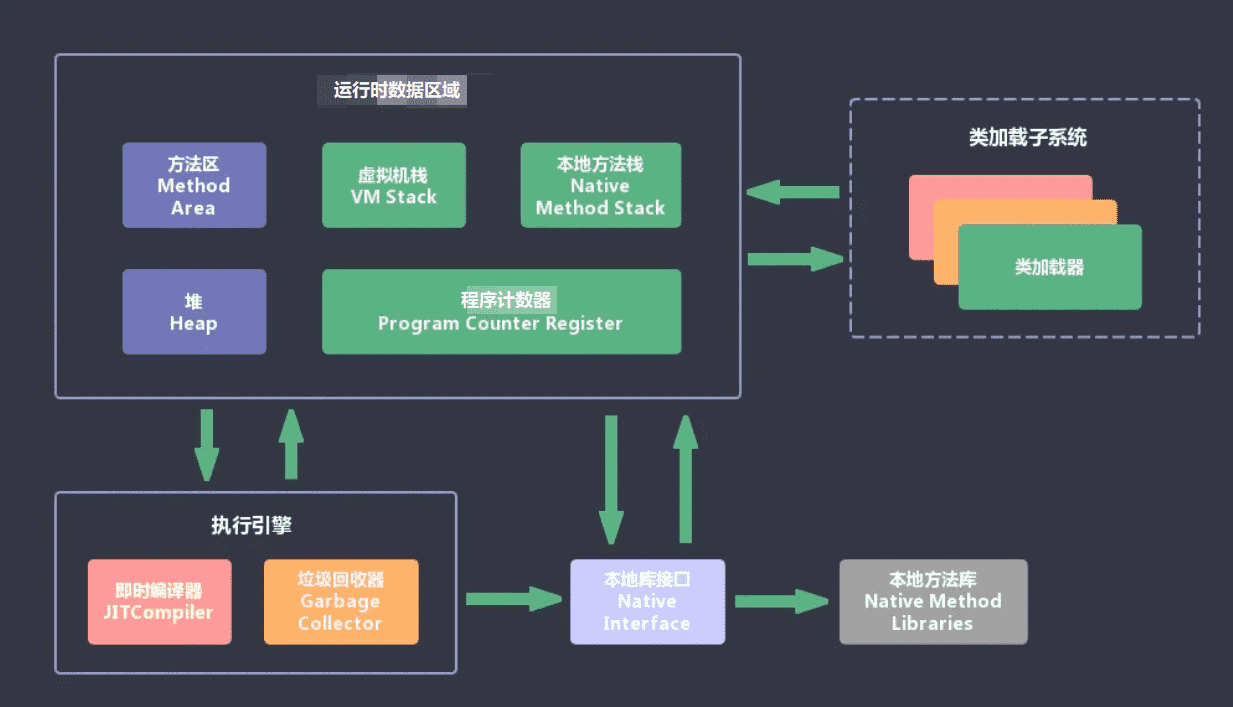 运行时数据区域
类加载子系统
方法区
Method
Area
虚拟机栈
VM Stack
本地方法栈
Native
Method Stack
类加载器
堆
Heap
程序计数器
Program Counter Register
执行引擎
即时编译器
JITCompiler
垃圾回收器
Garbage
Collector
本地库接口
Native
Interface
本地方法库
Native Method
Libraries